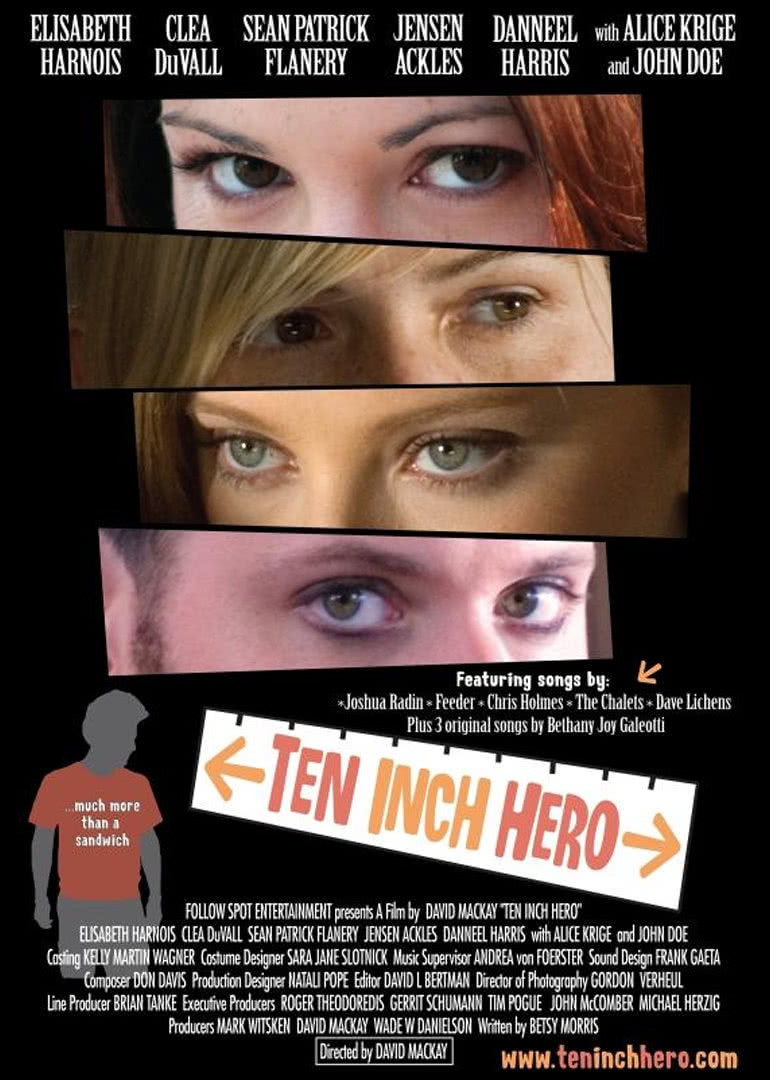 ELISABETH HARNOIS
CLEA DuVALL
SEAN PATRICK FLANERY
JENSEN ACKLES
DANNEEL HARRIS
with ALICE KRIGE
and JOHN DOE
Featuring songs by:
*Joshua Radin * Feeder * Chris Holmes * The Chalets * Dave Lichens
Plus 3 original songs by Bethany Joy Galeotti
TEN INCH HERO
...much more
than a
sandwich
FOLLOW SPOT ENTERTAINMENT presents A Film by DAVID MACKAY "TEN INCH HERO"
ELISABETH HARNOIS CLEA DuVALL SEAN PATRICK FLANERY JENSEN ACKLES DANNEEL HARRIS with ALICE KRIGE and JOHN DOE
Casting KELLY MARTIN WAGNER Costume Designer SARA JANE SLOTNICK Music Supervisor ANDREA von FOERSTER Sound Design FRANK GAETA
Composer DON DAVIS Production Designer NATALI POPE Editor DAVID L BERTMAN Director of Photography GORDON VERHEUL
Line Producer BRIAN TANKE Executive Producers ROGER THEODOREDIS GERRIT SCHUMANN TIM POGUE JOHN McCOMBER MICHAEL HERZIG
Producers MARK WITSKEN DAVID MACKAY WADE W DANIELSON Written by BETSY MORRIS
Directed by DAVID MACKAY
www.teninchhero.com